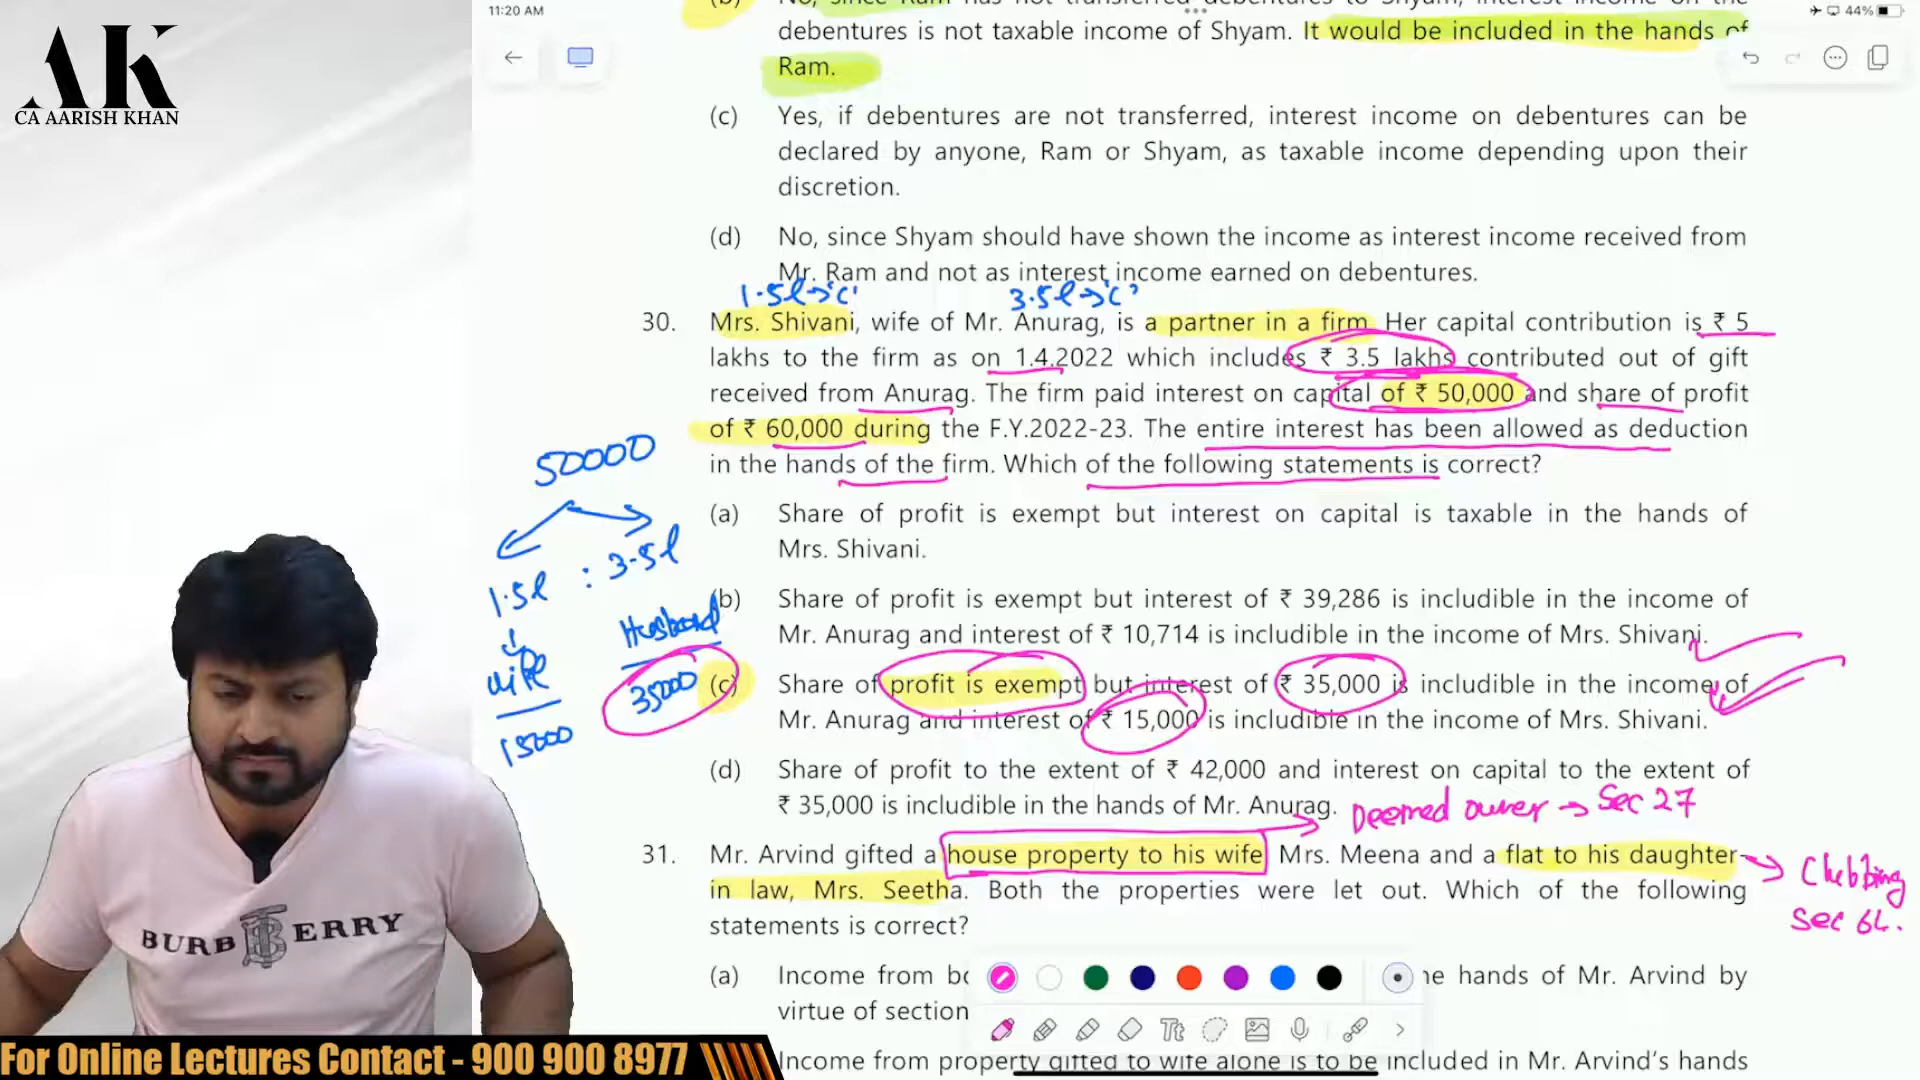 11:20 AM
44%
AK
CA AARISH KHAN
debentures is not taxable income of Shyam. It would be included in the hands of
Ram.
(c) Yes, if debentures are not transferred, interest income on debentures can be
declared by anyone, Ram or Shyam, as taxable income depending upon their
discretion.
(d) No, since Shyam should have shown the income as interest income received from
Mr. Ram and not as interest income earned on debentures.
1.5l→'C' 3.5l→'C'
30. Mrs. Shivani, wife of Mr. Anurag, is a partner in a firm. Her capital contribution is ₹ 5
lakhs to the firm as on 1.4.2022 which includes ₹ 3.5 lakhs contributed out of gift
received from Anurag. The firm paid interest on capital of ₹ 50,000 and share of profit
of ₹ 60,000 during the F.Y.2022-23. The entire interest has been allowed as deduction
in the hands of the firm. Which of the following statements is correct?
50000
1.5l : 3.5l
wife
15000
Husband
35000
(a) Share of profit is exempt but interest on capital is taxable in the hands of
Mrs. Shivani.
(b) Share of profit is exempt but interest of ₹ 39,286 is includible in the income of
Mr. Anurag and interest of ₹ 10,714 is includible in the income of Mrs. Shivani.
(c) Share of profit is exempt but interest of ₹ 35,000 is includible in the income of
Mr. Anurag and interest of ₹ 15,000 is includible in the income of Mrs. Shivani.
(d) Share of profit to the extent of ₹ 42,000 and interest on capital to the extent of
₹ 35,000 is includible in the hands of Mr. Anurag.
Deemed owner → Sec 27
31. Mr. Arvind gifted a house property to his wife Mrs. Meena and a flat to his daughter-
in law, Mrs. Seetha. Both the properties were let out. Which of the following
statements is correct?
Clubbing
Sec 64.
(a) Income from
he hands of Mr. Arvind by
virtue of section
Income from property gifted to wife alone is to be included in Mr. Arvind's hands
Tt
BURBERRY
For Online Lectures Contact - 900 900 8977